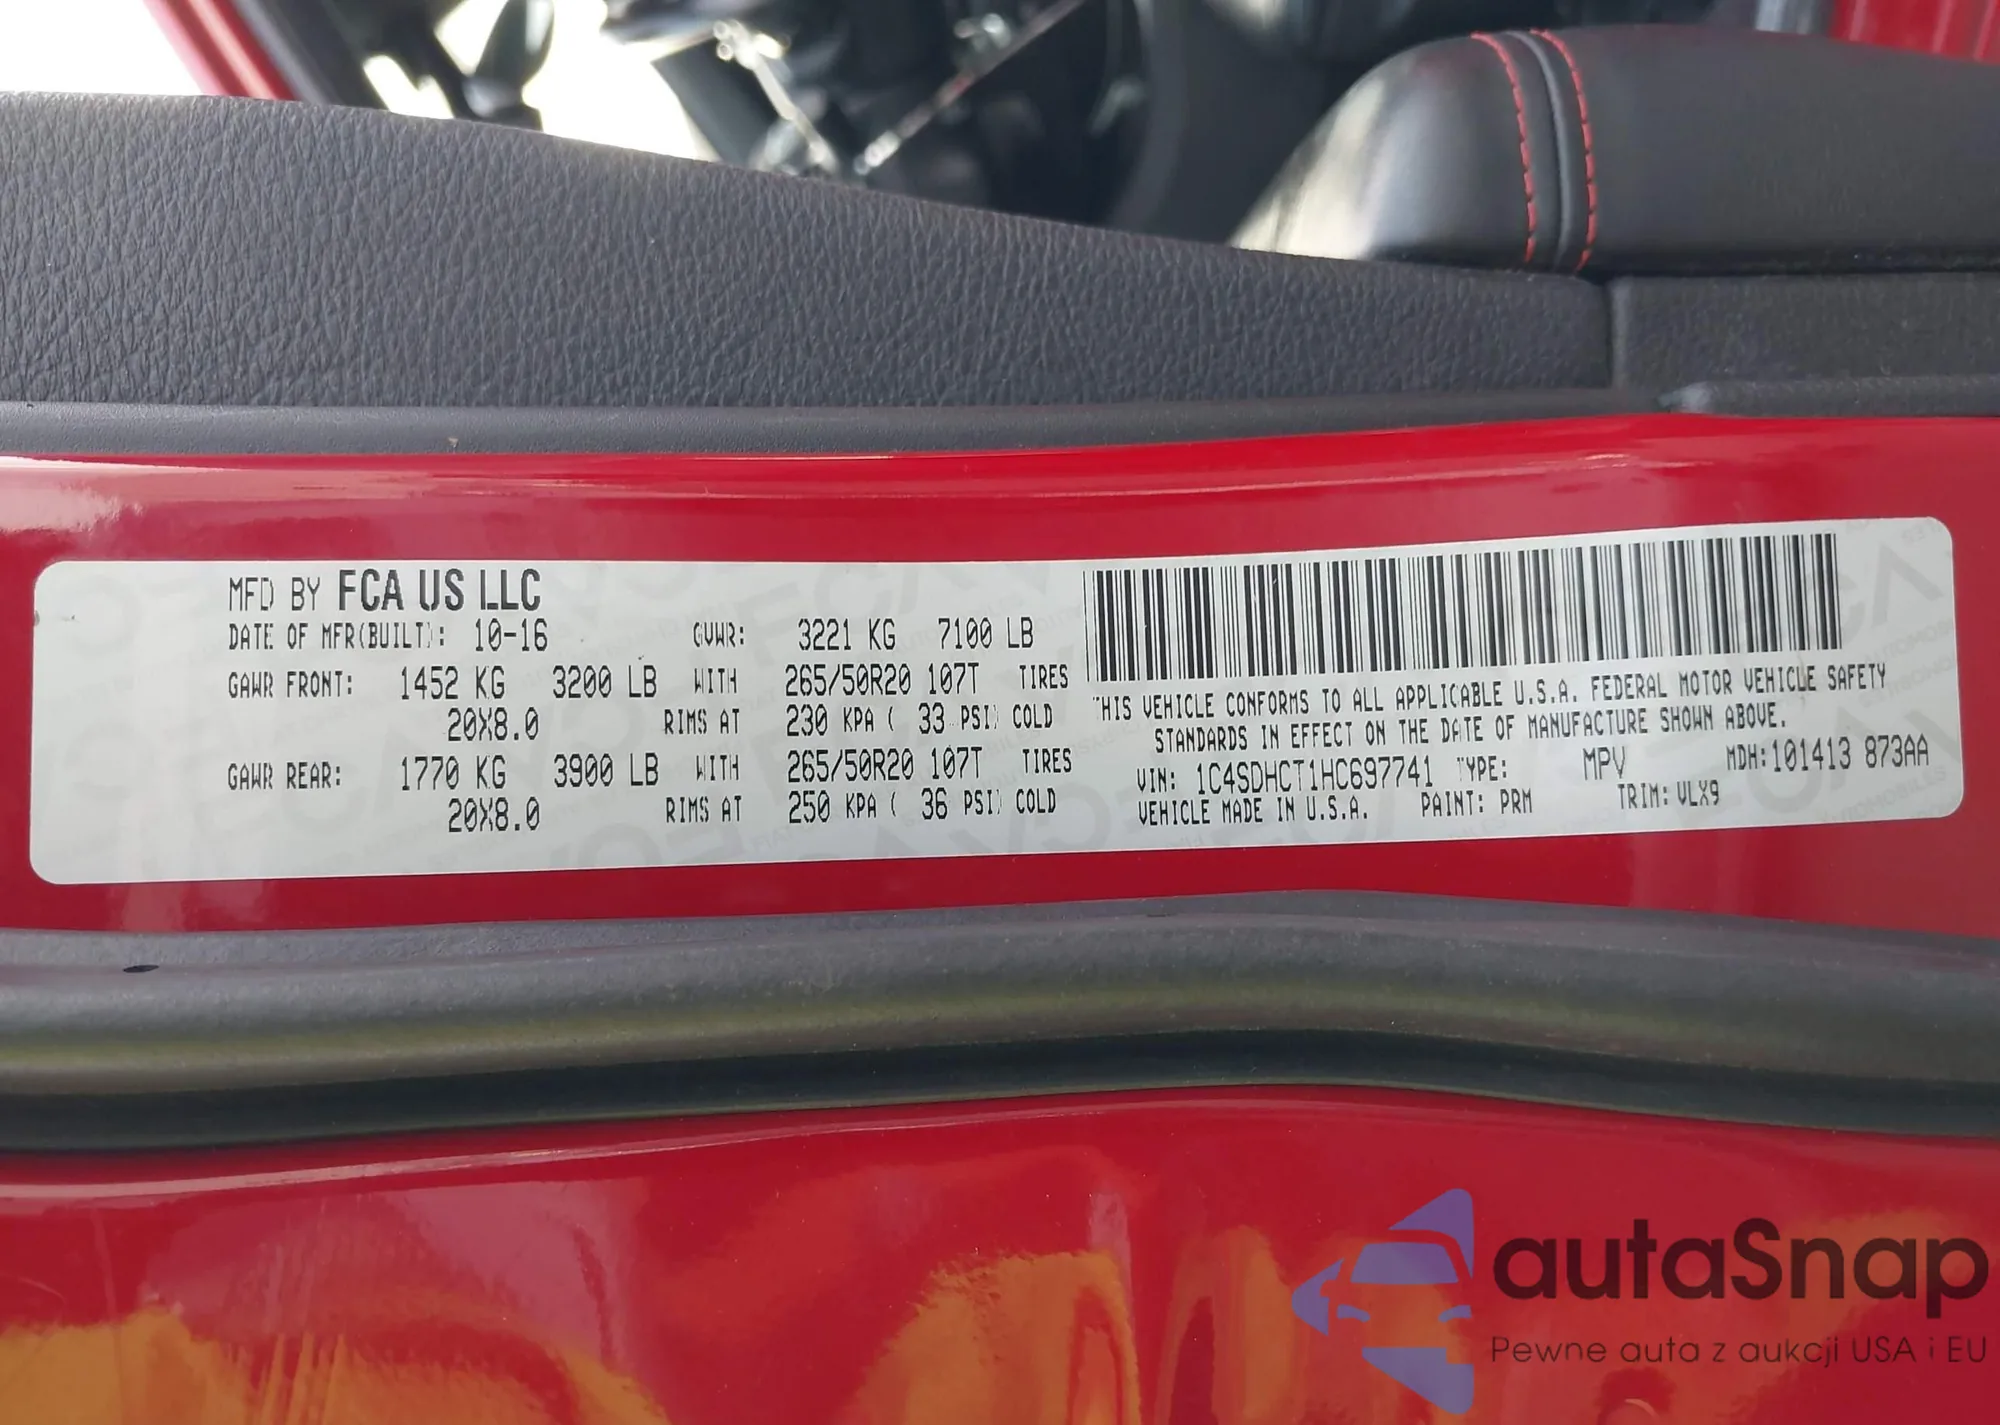 MFD BY FCA US LLC
DATE OF MFR(BUILT): 10-16 GVWR: 3221 KG 7100 LB
GAWR FRONT: 1452 KG 3200 LB WITH 265/50R20 107T TIRES
20X8.0 RIMS AT 230 KPA ( 33 PSI) COLD
GAWR REAR: 1770 KG 3900 LB WITH 265/50R20 107T TIRES
20X8.0 RIMS AT 250 KPA ( 36 PSI) COLD
THIS VEHICLE CONFORMS TO ALL APPLICABLE U.S.A. FEDERAL MOTOR VEHICLE SAFETY
STANDARDS IN EFFECT ON THE DATE OF MANUFACTURE SHOWN ABOVE.
VIN: 1C4SDHCT1HC697741 TYPE: MPV MDH:101413 873AA
VEHICLE MADE IN U.S.A. PAINT: PRM TRIM: VLX9
autaSnap
Pewne auta z aukcji USA i EU